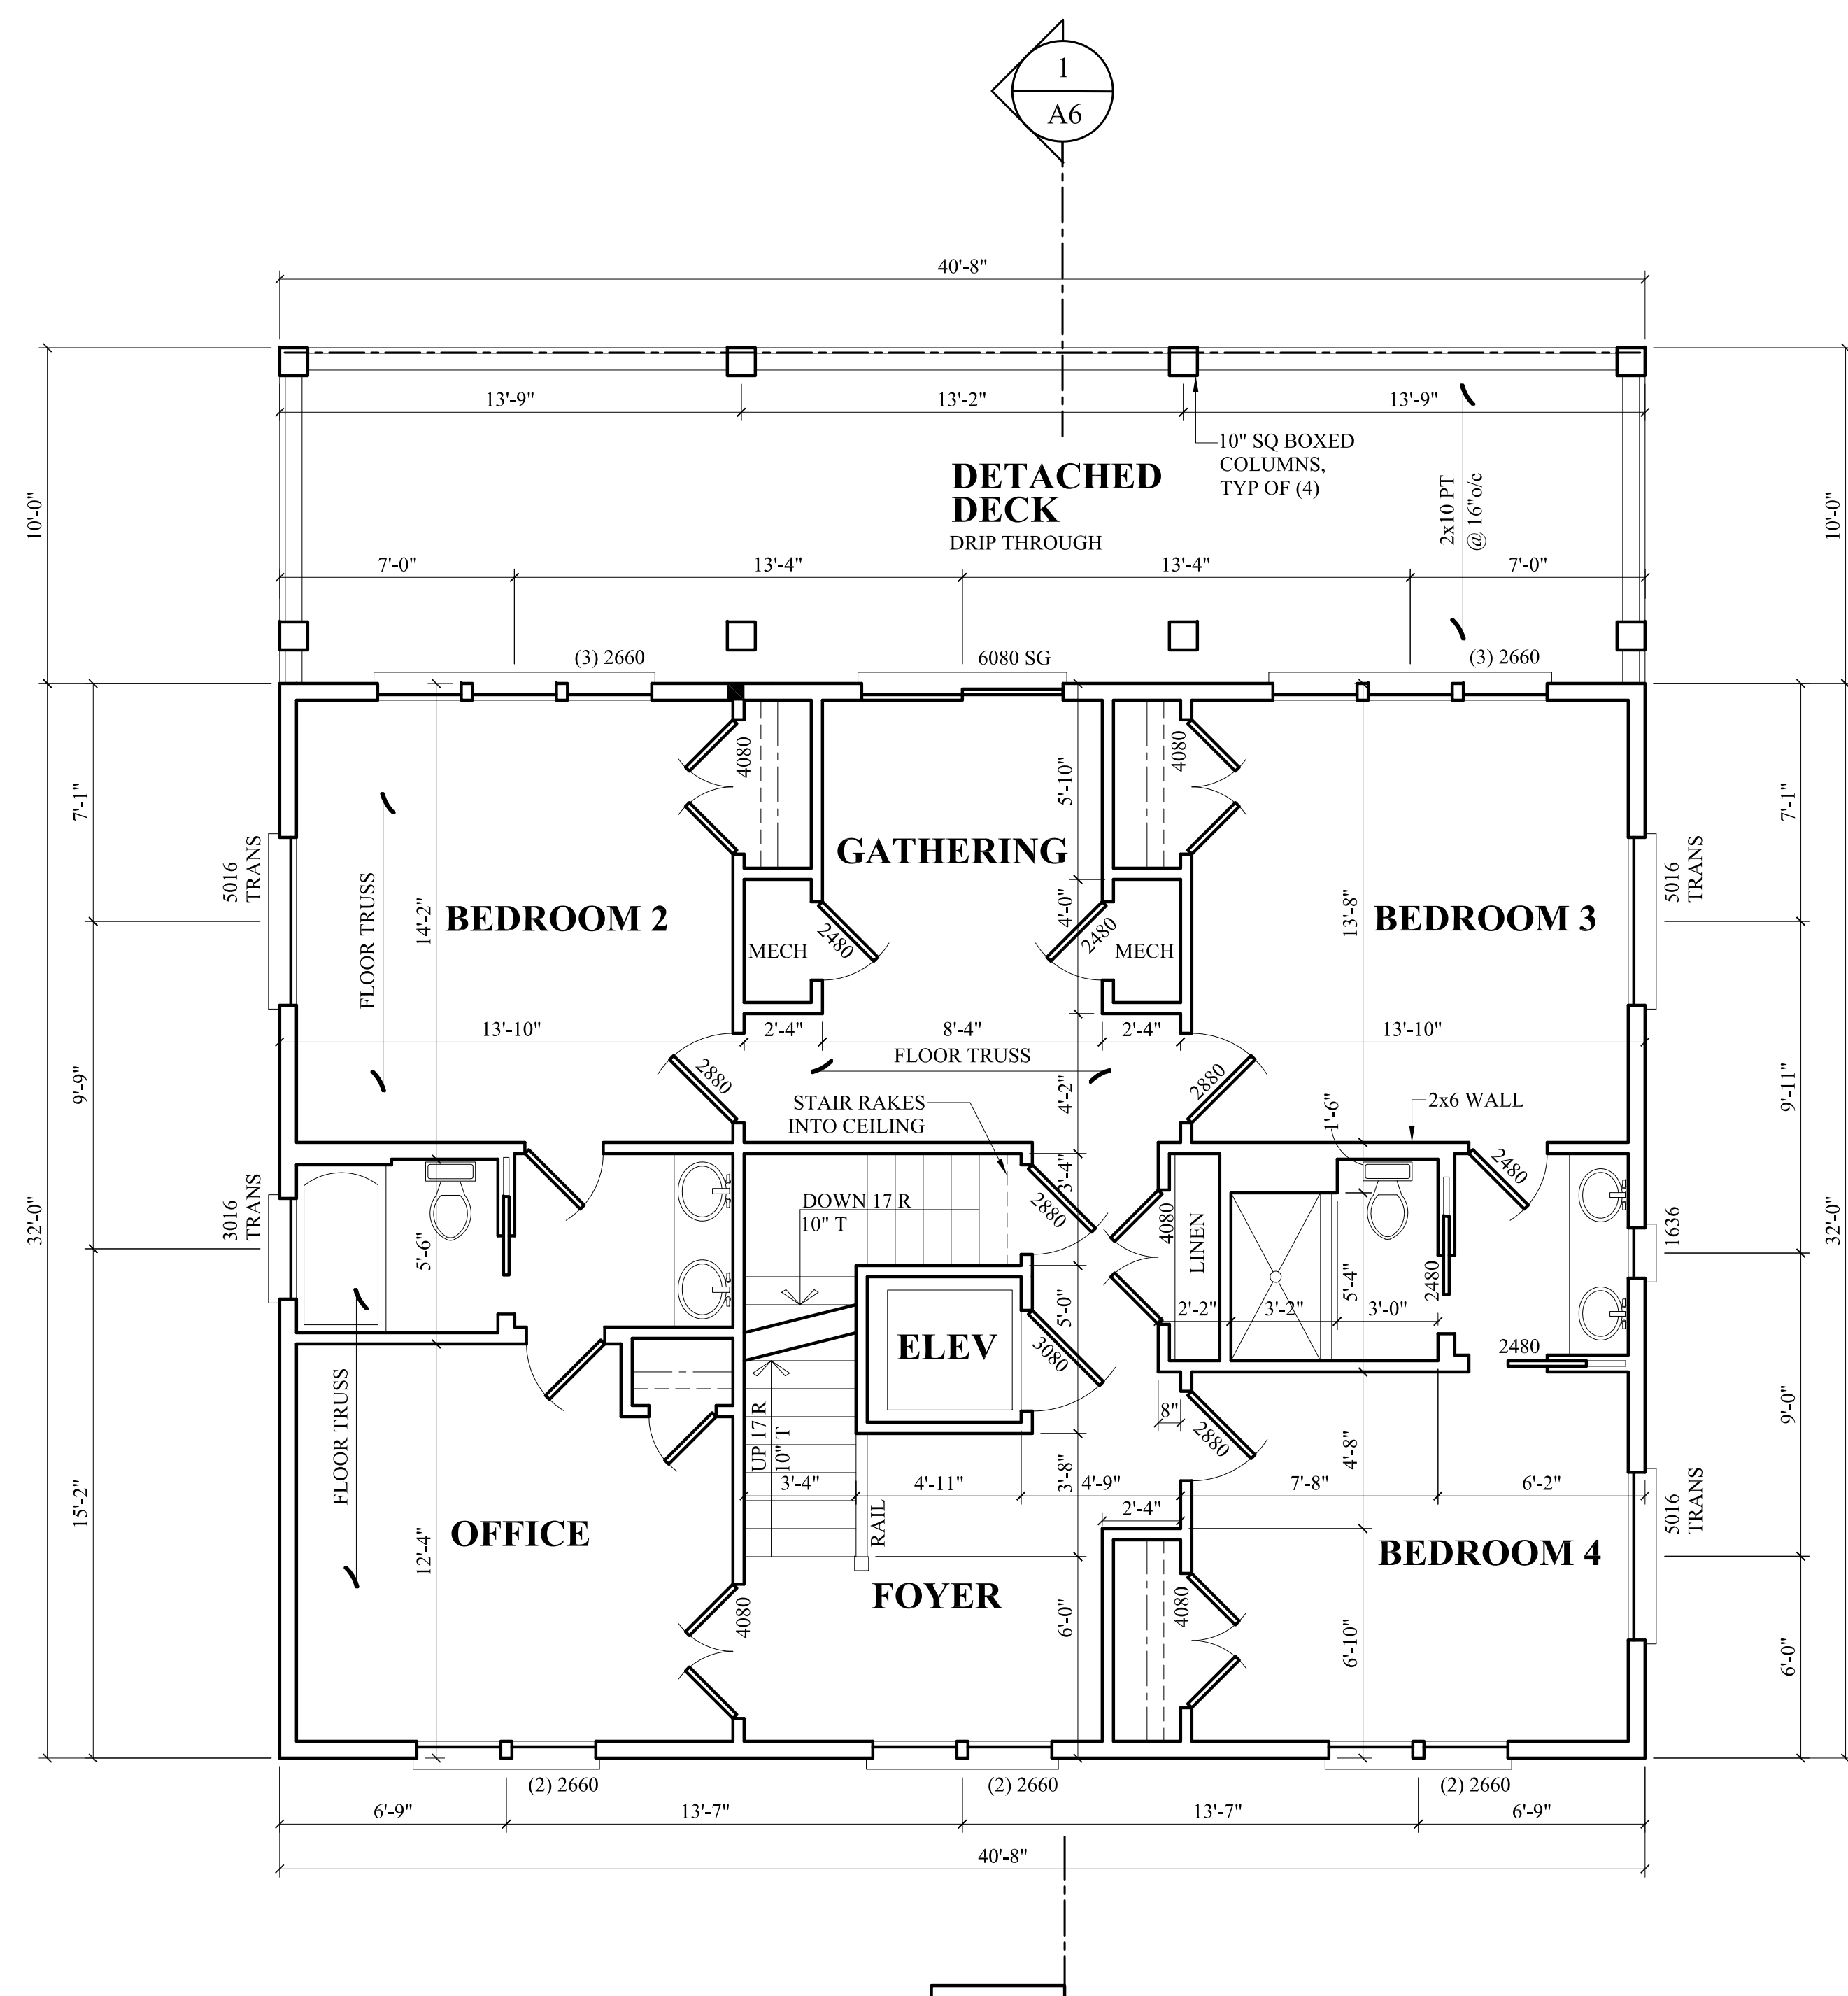 1
A6
40'-8"
13'-9"
13'-2"
13'-9"
10'-0"
10" SQ BOXED
COLUMNS,
TYP OF (4)
DETACHED
DECK
DRIP THROUGH
2x10 PT
@ 16"o/c
10'-0"
7'-0"
13'-4"
13'-4"
7'-0"
(3) 2660
6080 SG
(3) 2660
4080
4080
5'-10"
7'-1"
7'-1"
5016
TRANS
FLOOR TRUSS
14'-2"
BEDROOM 2
GATHERING
4'-0"
13'-8"
BEDROOM 3
5016
TRANS
MECH
2480
2480
MECH
13'-10"
2'-4"
8'-4"
2'-4"
13'-10"
FLOOR TRUSS
2880
2880
9'-9"
4'-2"
9'-11"
STAIR RAKES
INTO CEILING
1'-6"
2x6 WALL
32'-0"
3016
TRANS
5'-6"
DOWN 17 R
10" T
2880
3'-4"
4080
LINEN
2480
1636
32'-0"
5'-4"
2480
2'-2"
3'-2"
3'-0"
5'-0"
ELEV
3080
2480
FLOOR TRUSS
UP 17 R
10" T
8"
2880
4'-8"
9'-0"
3'-4"
4'-11"
3'-8"
4'-9"
7'-8"
6'-2"
15'-2"
2'-4"
RAIL
5016
TRANS
OFFICE
12'-4"
BEDROOM 4
FOYER
4080
6'-0"
4080
6'-10"
6'-0"
(2) 2660
(2) 2660
(2) 2660
6'-9"
13'-7"
13'-7"
6'-9"
40'-8"